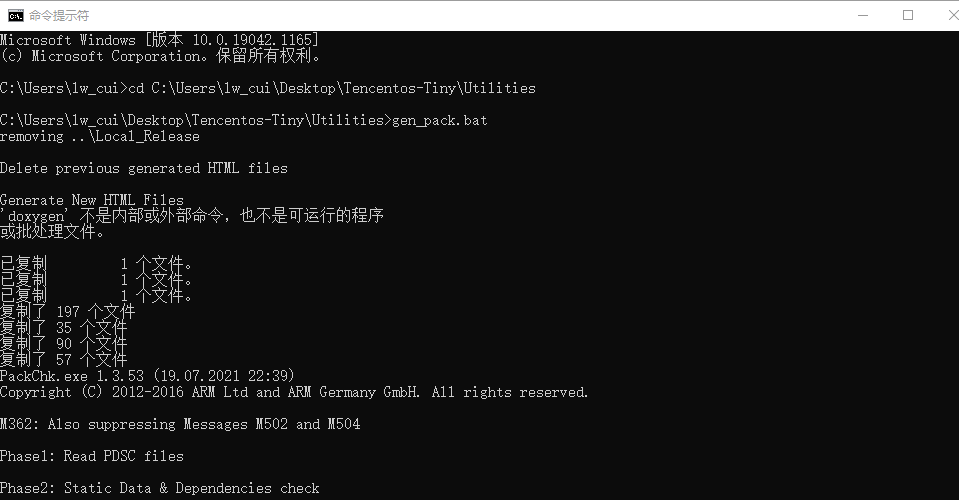 命令提示符
Microsoft Windows [版本 10.0.19042.1165]
(c) Microsoft Corporation。保留所有权利。
C:\Users\lw_cui>cd C:\Users\lw_cui\Desktop\Tencentos-Tiny\Utilities
C:\Users\lw_cui\Desktop\Tencentos-Tiny\Utilities>gen_pack.bat
removing ..\Local_Release
Delete previous generated HTML files
Generate New HTML Files
'doxygen' 不是内部或外部命令，也不是可运行的程序
或批处理文件。
已复制         1 个文件。
已复制         1 个文件。
已复制         1 个文件。
复制了 197 个文件
复制了 35 个文件
复制了 90 个文件
复制了 57 个文件
PackChk.exe 1.3.53 (19.07.2021 22:39)
Copyright (C) 2012-2016 ARM Ltd and ARM Germany GmbH. All rights reserved.
M362: Also suppressing Messages M502 and M504
Phase1: Read PDSC files
Phase2: Static Data & Dependencies check